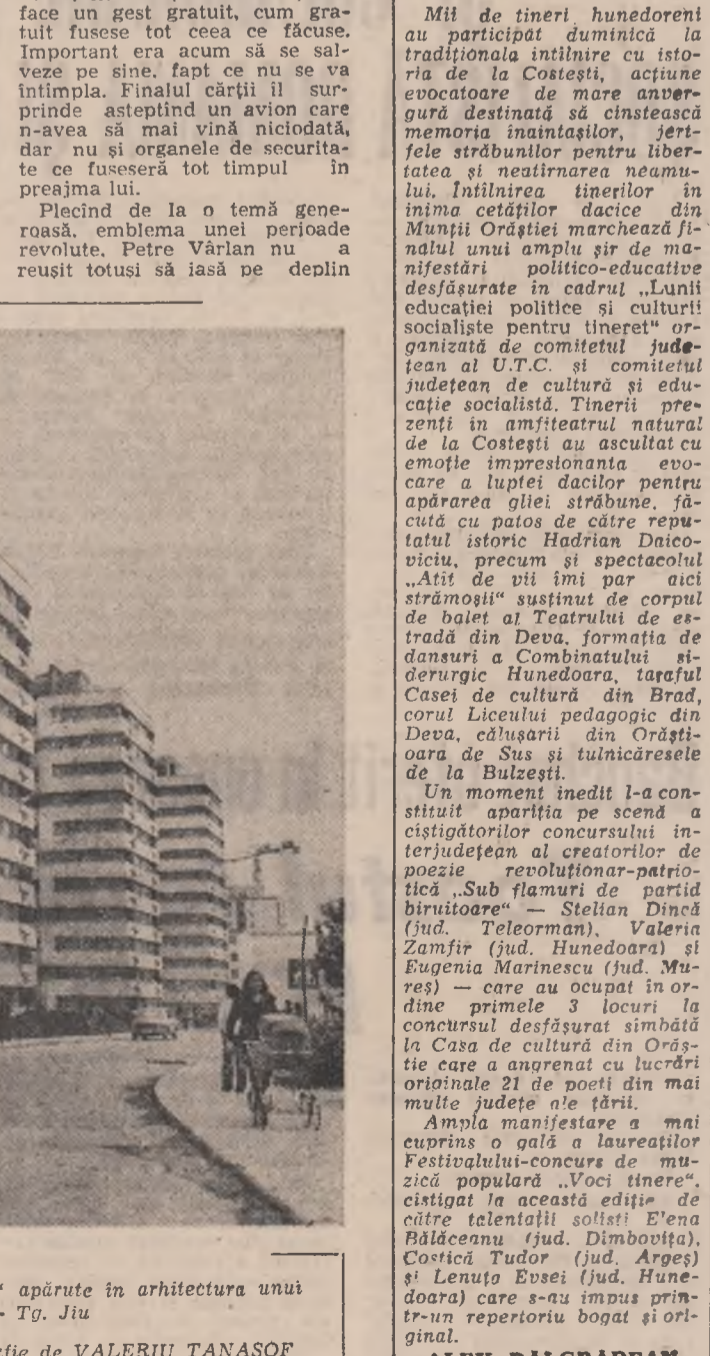 face un gest gratuit, cum gra-
tuit fusese tot ceea ce făcuse.
Important era acum să se sal-
veze pe sine, fapt ce nu se va
întîmpla. Finalul cărții îl sur-
prinde așteptînd un avion care
n-avea să mai vină niciodată,
dar nu și organele de securita-
te ce fuseseră tot timpul în
preajma lui.
Plecînd de la o temă gene-
roasă, emblema unei perioade
revolute, Petre Vârlan nu a
reușit totuși să iasă pe deplin
“ apărute în arhitectura unui
- Tg. Jiu
fie de VALERIU TANASOF
Mii de tineri hunedoreni
au participat duminică la
tradiționala întîlnire cu isto-
ria de la Costești, acțiune
evocatoare de mare anver-
gură destinată să cinstească
memoria înaintașilor, jert-
fele străbunilor pentru liber-
tatea și neatîrnarea neamu-
lui. Întîlnirea tinerilor în
inima cetăților dacice din
Munții Orăștiei marchează fi-
nalul unui amplu șir de ma-
nifestări politico-educative
desfășurate în cadrul „Lunii
educației politice și culturii
socialiste pentru tineret“ or-
ganizată de comitetul jude-
țean al U.T.C. și comitetul
județean de cultură și edu-
cație socialistă. Tinerii pre-
zenți în amfiteatrul natural
de la Costești au ascultat cu
emoție impresionanta evo-
care a luptei dacilor pentru
apărarea gliei străbune, fă-
cută cu patos de către repu-
tatul istoric Hadrian Daico-
viciu, precum și spectacolul
„Atît de vii îmi par aici
strămoșii“ susținut de corpul
de balet al Teatrului de es-
tradă din Deva, formația de
dansuri a Combinatului si-
derurgic Hunedoara, taraful
Casei de cultură din Brad,
corul Liceului pedagogic din
Deva, călușarii din Orăști-
oara de Sus și tulnicăresele
de la Bulzești.
Un moment inedit l-a con-
stituit apariția pe scenă a
cîștigătorilor concursului in-
terjudețean al creatorilor de
poezie revoluționar-patrio-
tică „Sub flamuri de partid
biruitoare“ — Stelian Dincă
(jud. Teleorman), Valeria
Zamfir (jud. Hunedoara) și
Eugenia Marinescu (jud. Mu-
reș) — care au ocupat în or-
dine primele 3 locuri la
concursul desfășurat sîmbătă
la Casa de cultură din Orăș-
tie care a angrenat cu lucrări
originale 21 de poeți din mai
multe județe ale țării.
Ampla manifestare a mai
cuprins o gală a laureaților
Festivalului-concurs de mu-
zică populară „Voci tinere“,
cîștigat la această ediție de
către talentații soliști E'ena
Bălăceanu (jud. Dîmbovița),
Costică Tudor (jud. Argeș)
și Lenuța Evsei (jud. Hune-
doara) care s-au impus prin-
tr-un repertoriu bogat și ori-
ginal.